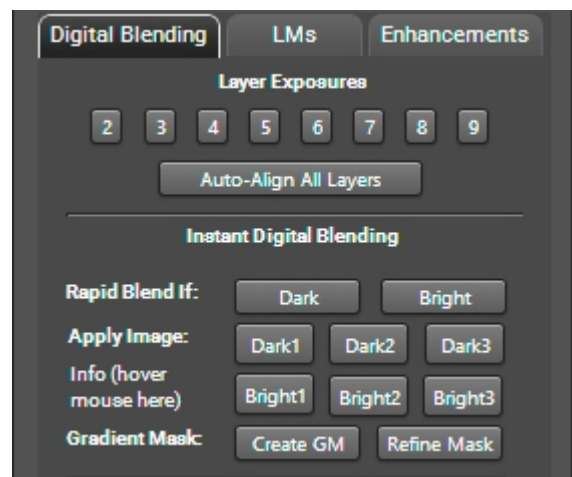 Digital Blending LMs Enhancements
Layer Exposures
2 3 4 5 6 7 8 9
Auto-Align All Layers
Instant Digital Blending
Rapid Blend If: Dark Bright
Apply Image: Dark1 Dark2 Dark3
Info (hover
mouse here) Bright1 Bright2 Bright3
Gradient Mask: Create GM Refine Mask